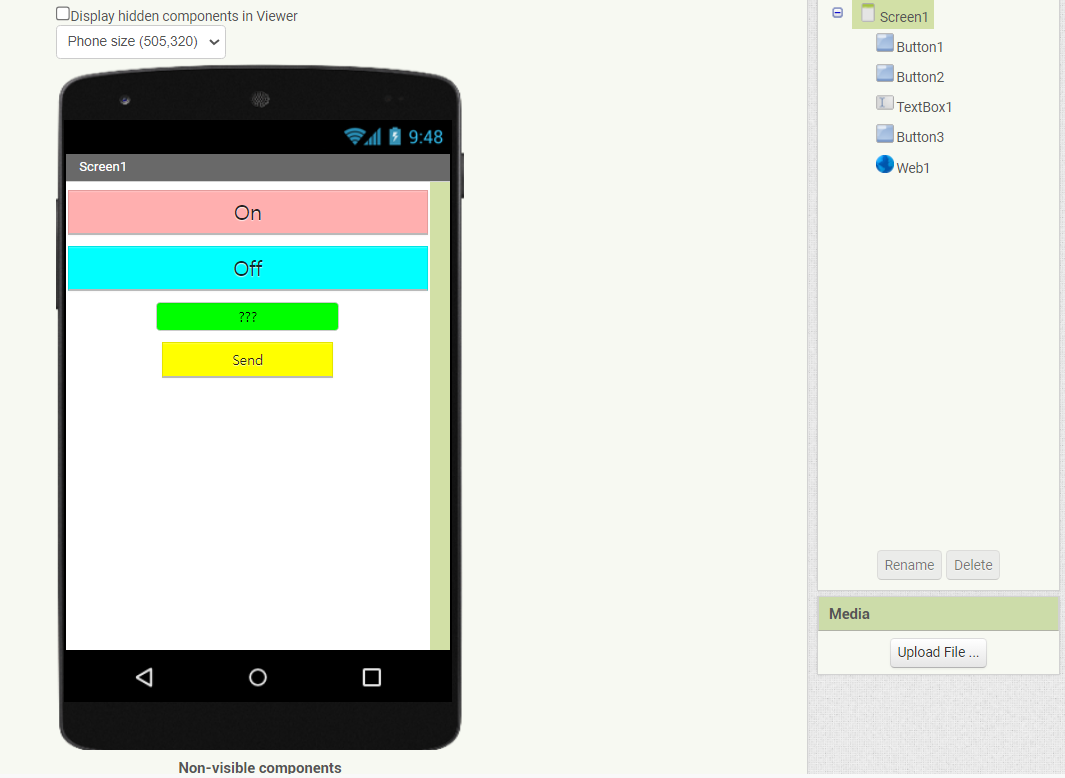 Display hidden components in Viewer
Phone size (505,320)
9:48
Screen1
On
Off
???
Send
Non-visible components
Screen1
Button1
Button2
TextBox1
Button3
Web1
Rename
Delete
Media
Upload File ...